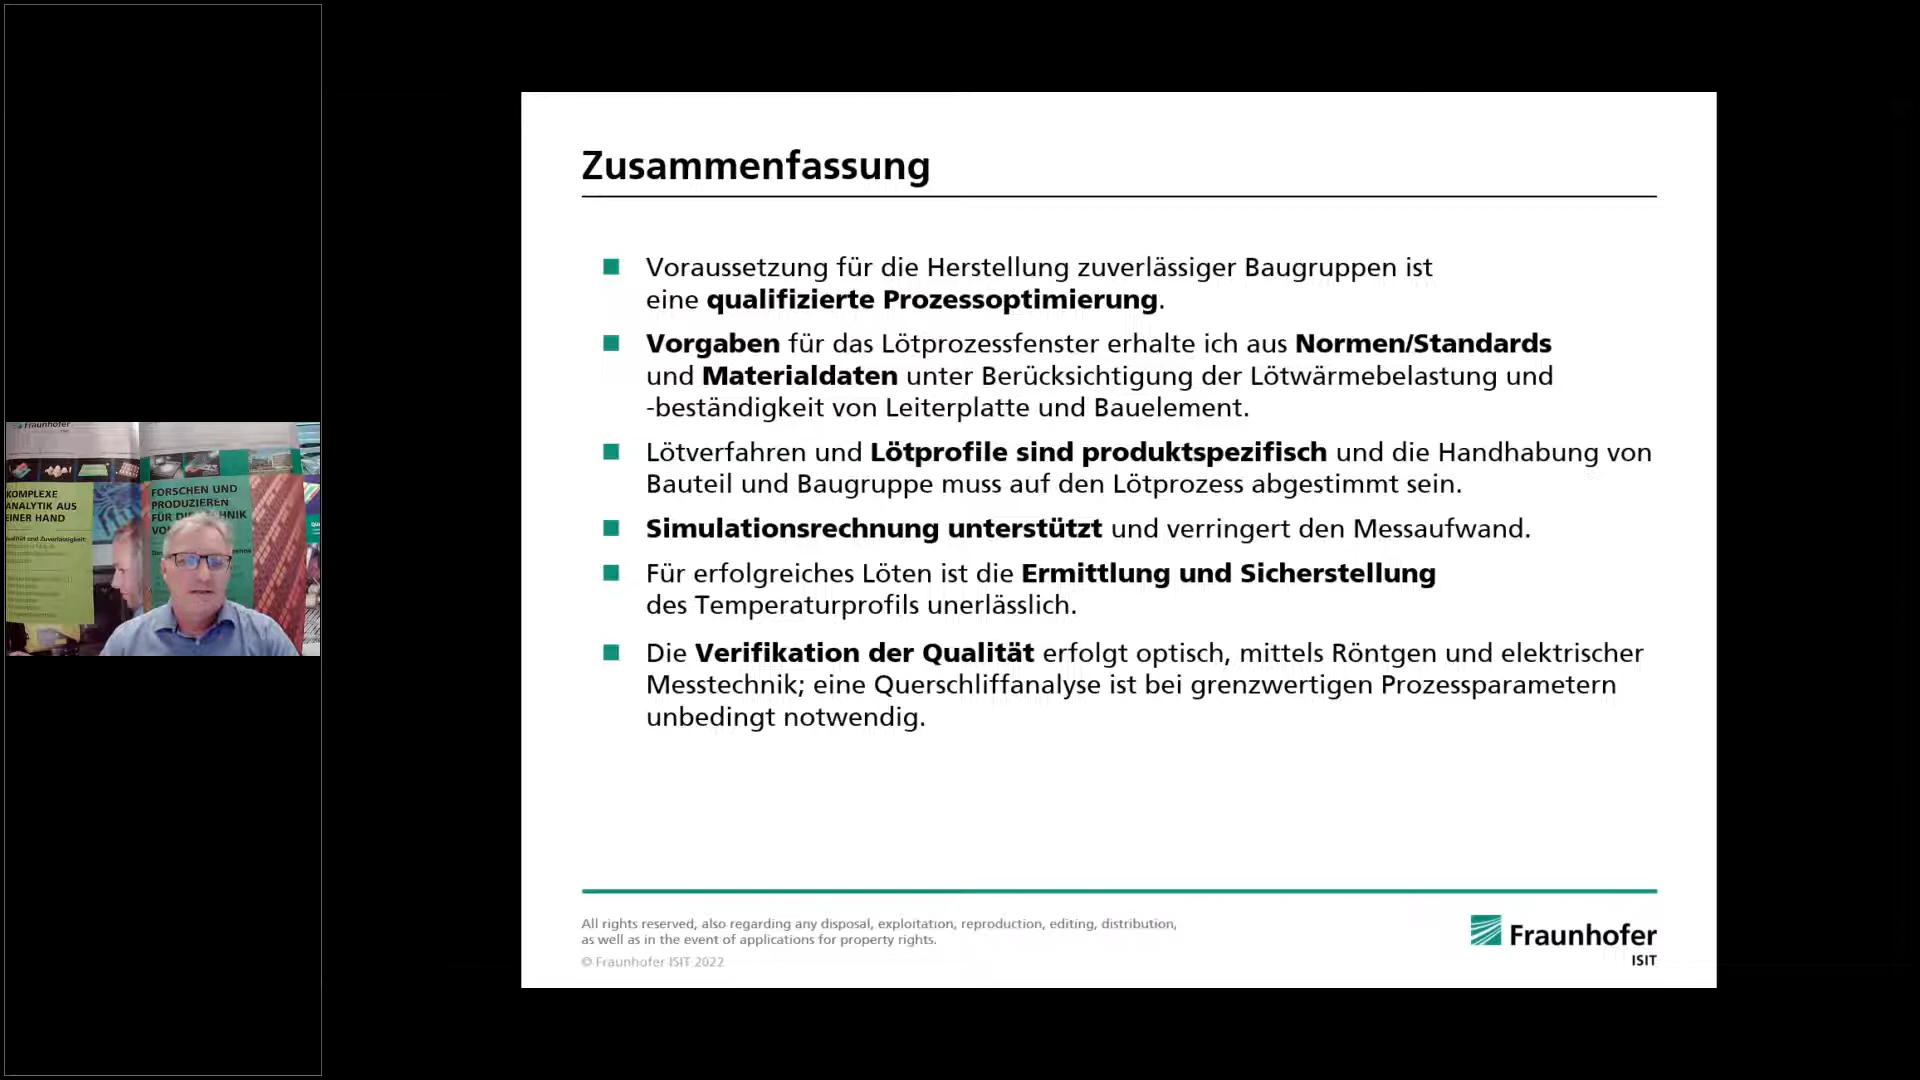 Fraunhofer
KOMPLEXE
ANALYTIK AUS
EINER HAND
FORSCHEN UND
PRODUZIEREN
Zusammenfassung
Voraussetzung für die Herstellung zuverlässiger Baugruppen ist
eine qualifizierte Prozessoptimierung.
Vorgaben für das Lötprozessfenster erhalte ich aus Normen/Standards
und Materialdaten unter Berücksichtigung der Lötwärmebelastung und
-beständigkeit von Leiterplatte und Bauelement.
Lötverfahren und Lötprofile sind produktspezifisch und die Handhabung von
Bauteil und Baugruppe muss auf den Lötprozess abgestimmt sein.
Simulationsrechnung unterstützt und verringert den Messaufwand.
Für erfolgreiches Löten ist die Ermittlung und Sicherstellung
des Temperaturprofils unerlässlich.
Die Verifikation der Qualität erfolgt optisch, mittels Röntgen und elektrischer
Messtechnik; eine Querschliffanalyse ist bei grenzwertigen Prozessparametern
unbedingt notwendig.
All rights reserved, also regarding any disposal, exploitation, reproduction, editing, distribution,
as well as in the event of applications for property rights.
© Fraunhofer ISIT 2022
Fraunhofer
ISIT